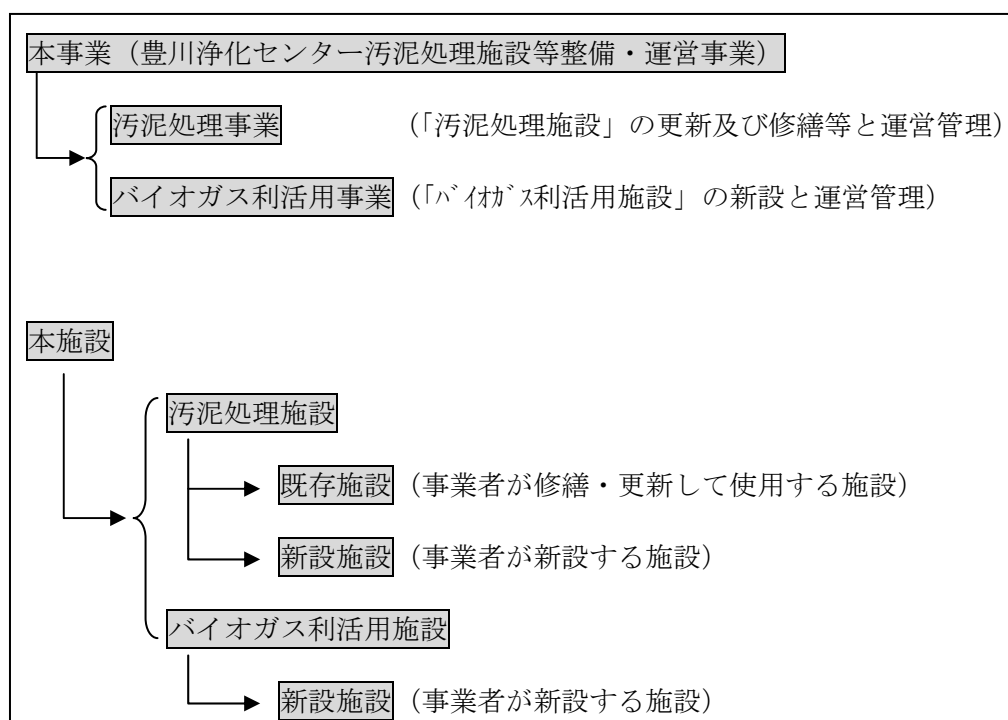 本事業（豊川浄化センター汚泥処理施設等整備・運営事業）
汚泥処理事業　（「汚泥処理施設」の更新及び修繕等と運営管理）
バイオガス利活用事業（「ﾊﾞｲｵｶﾞｽ利活用施設」の新設と運営管理）
本施設
汚泥処理施設
既存施設（事業者が修繕・更新して使用する施設）
新設施設（事業者が新設する施設）
バイオガス利活用施設
新設施設（事業者が新設する施設）